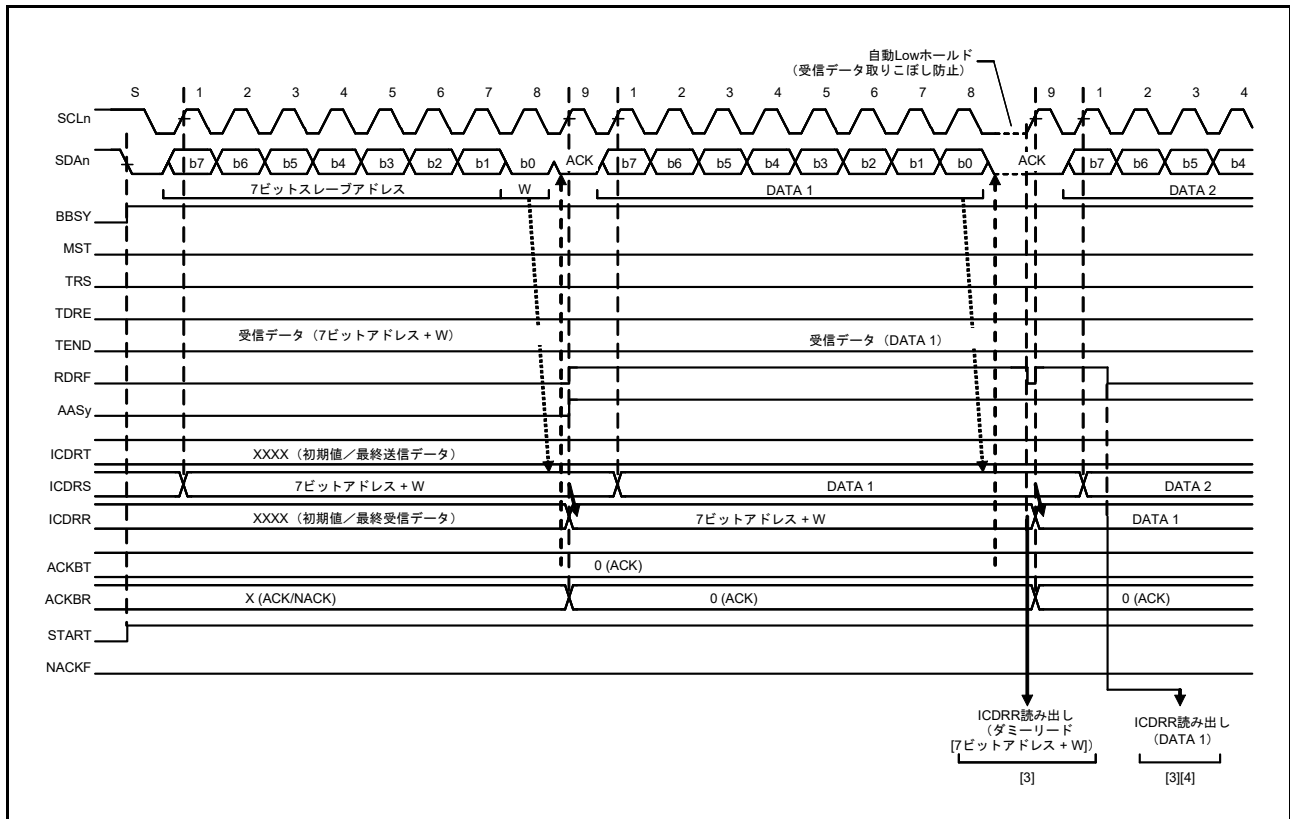 自動Lowホールド
（受信データ取りこぼし防止）
S 1 2 3 4 5 6 7 8 9 1 2 3 4 5 6 7 8 9 1 2 3 4
SCLn
SDAn b7 b6 b5 b4 b3 b2 b1 b0 ACK b7 b6 b5 b4 b3 b2 b1 b0 ACK b7 b6 b5 b4
7ビットスレーブアドレス W DATA 1 DATA 2
BBSY
MST
TRS
TDRE
受信データ（7ビットアドレス + W） 受信データ（DATA 1）
TEND
RDRF
AASy
ICDRT XXXX（初期値／最終送信データ）
ICDRS 7ビットアドレス + W DATA 1 DATA 2
ICDRR XXXX（初期値／最終受信データ） 7ビットアドレス + W DATA 1
ACKBT 0 (ACK)
ACKBR X (ACK/NACK) 0 (ACK) 0 (ACK)
START
NACKF
ICDRR読み出し
（ダミーリード
[7ビットアドレス + W]）
[3]
ICDRR読み出し
（DATA 1）
[3][4]